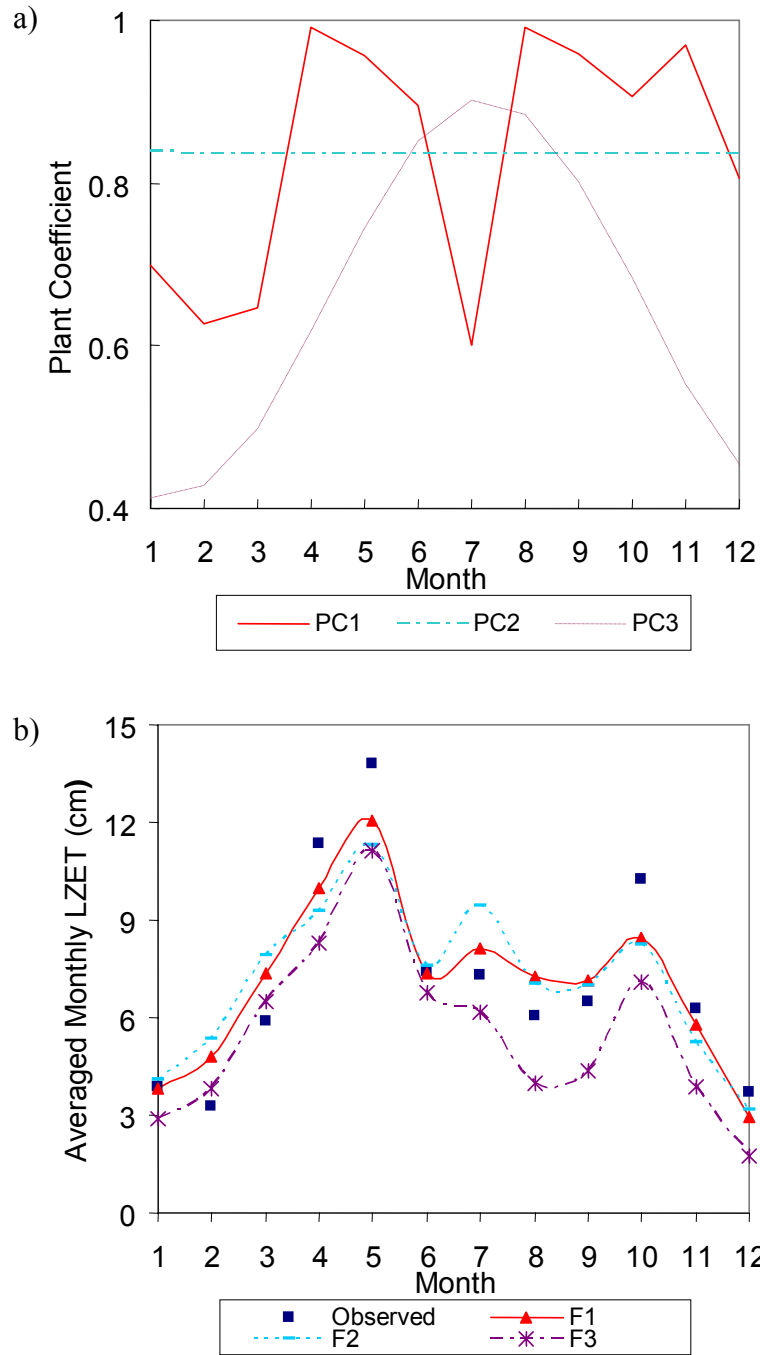 a)
1
0.8
0.6
0.4
Plant Coefficient
1 2 3 4 5 6 7 8 9 10 11 12
Month
PC1 PC2 PC3
b)
15
12
9
6
3
0
Averaged Monthly LZET (cm)
1 2 3 4 5 6 7 8 9 10 11 12
Month
Observed F1
F2 F3